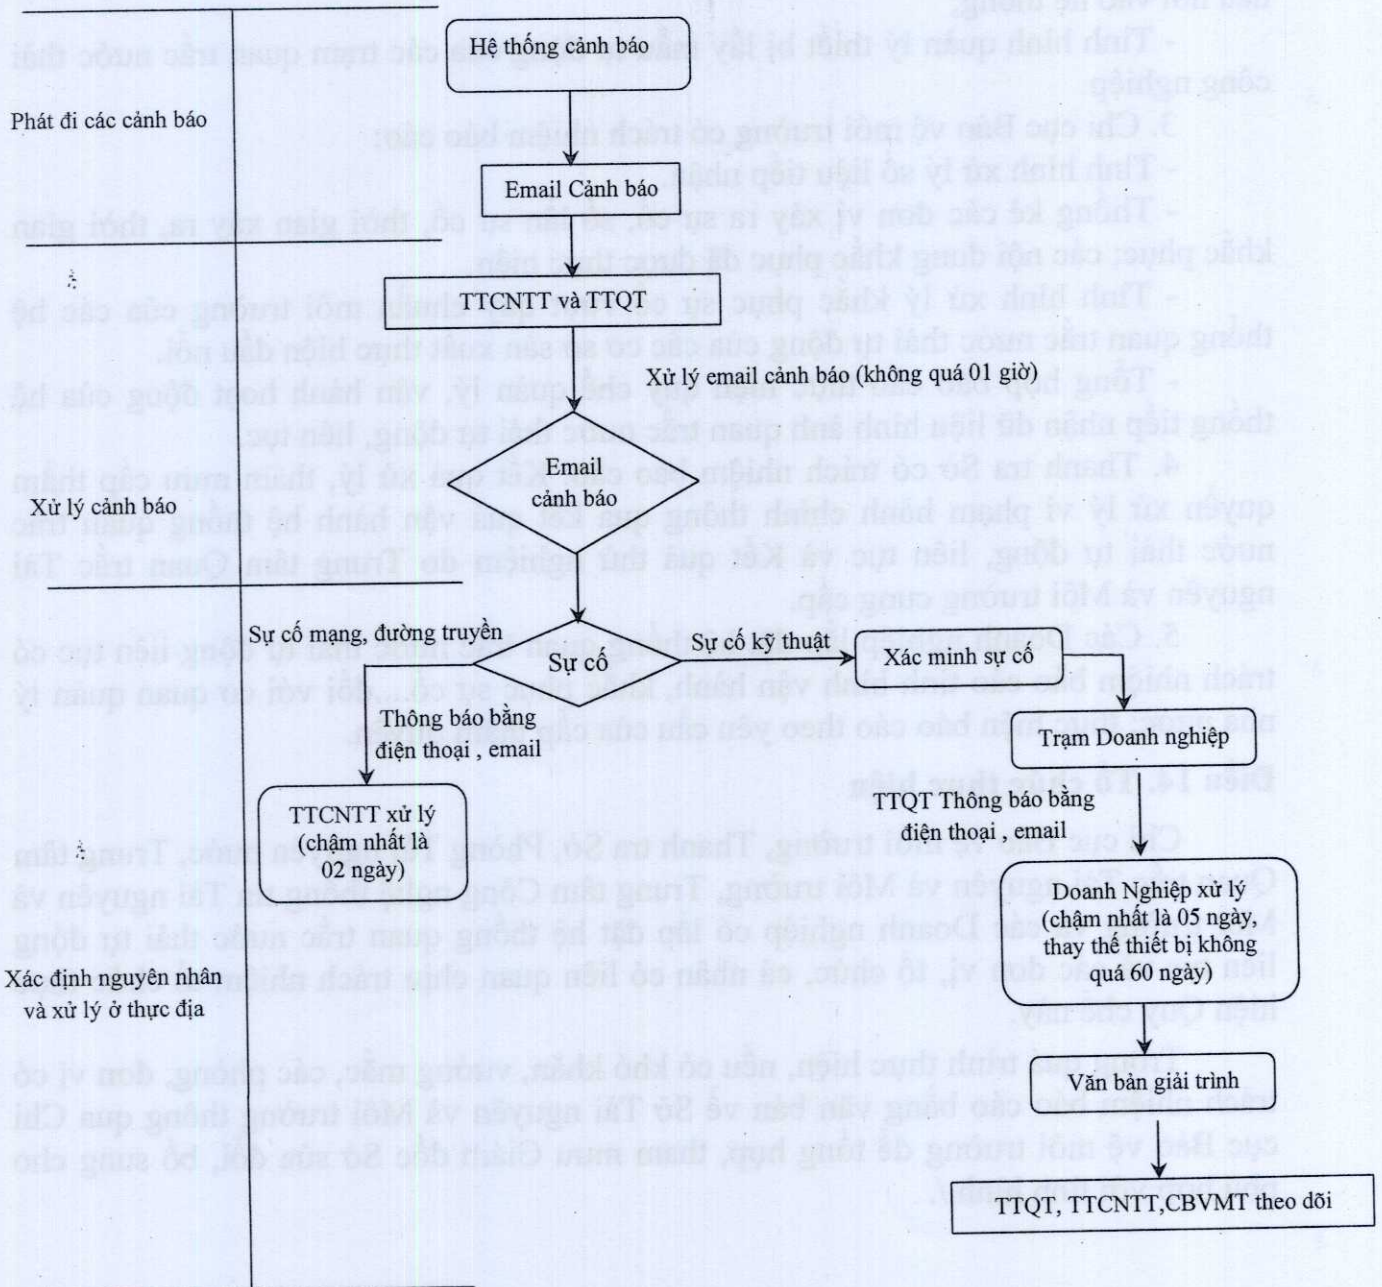 Hệ thống cảnh báo
Phát đi các cảnh báo
Email Cảnh báo
TTCNTT và TTQT
Xử lý email cảnh báo (không quá 01 giờ)
Email
cảnh báo
Xử lý cảnh báo
Sự cố mạng, đường truyền
Sự cố
Sự cố kỹ thuật
Xác minh sự cố
Thông báo bằng
điện thoại , email
Trạm Doanh nghiệp
TTCNTT xử lý
(chậm nhất là
02 ngày)
TTQT Thông báo bằng
điện thoại , email
Doanh Nghiệp xử lý
(chậm nhất là 05 ngày,
thay thế thiết bị không
quá 60 ngày)
Xác định nguyên nhân
và xử lý ở thực địa
Văn bản giải trình
TTQT, TTCNTT,CBVMT theo dõi